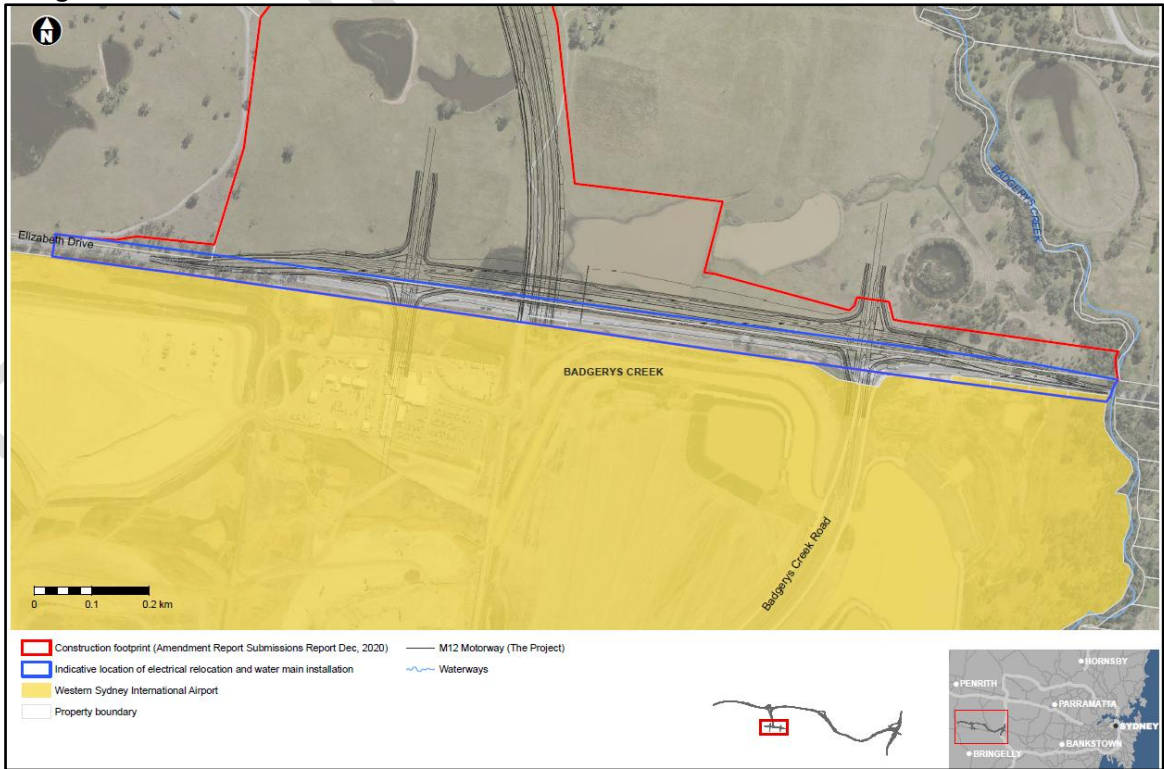 N
Elizabeth Drive
BADGERYS CREEK
BADGERYS CREEK
Badgerys Creek Road
0 0.1 0.2 km
Construction footprint (Amendment Report Submissions Report Dec, 2020)
Indicative location of electrical relocation and water main installation
Western Sydney International Airport
Property boundary
M12 Motorway (The Project)
Waterways
HORNSBY
PENRITH
PARRAMATTA
SYDNEY
BANKSTOWN
BRINGELLY